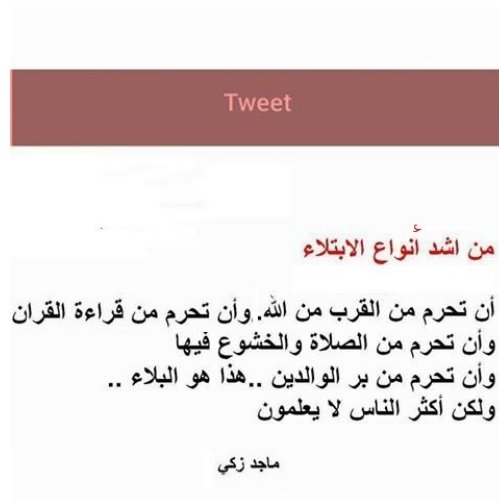 Tweet
من اشد أنواع الابتلاء
أن تحرم من القرب من الله. وأن تحرم من قراءة القران
وأن تحرم من الصلاة والخشوع فيها
وأن تحرم من بر الوالدين ..هذا هو البلاء ..
ولكن أكثر الناس لا يعلمون
ماجد زكي